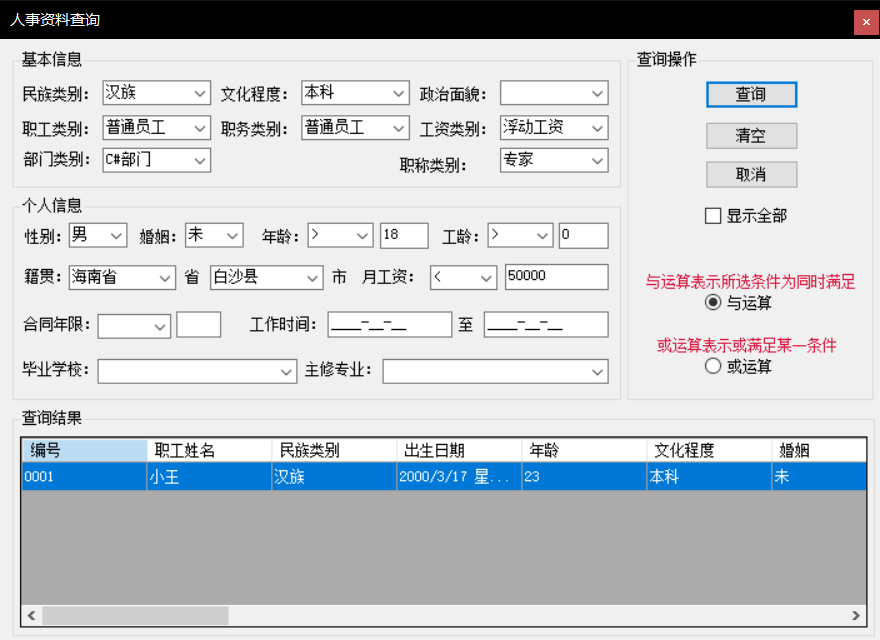 人事资料查询
基本信息
民族类别： 汉族 文化程度： 本科 政治面貌：
职工类别： 普通员工 职务类别： 普通员工 工资类别： 浮动工资
部门类别： C#部门 职称类别： 专家
个人信息
性别： 男 婚姻： 未 年龄： > 18 工龄： > 0
籍贯： 海南省 省 白沙县 市 月工资： < 50000
合同年限： 工作时间： ____-__-__ 至 ____-__-__
毕业学校： 主修专业：
查询操作
查询
清空
取消
显示全部
与运算表示所选条件为同时满足
与运算
或运算表示或满足某一条件
或运算
查询结果
编号 职工姓名 民族类别 出生日期 年龄 文化程度 婚姻
0001 小王 汉族 2000/3/17 星... 23 本科 未